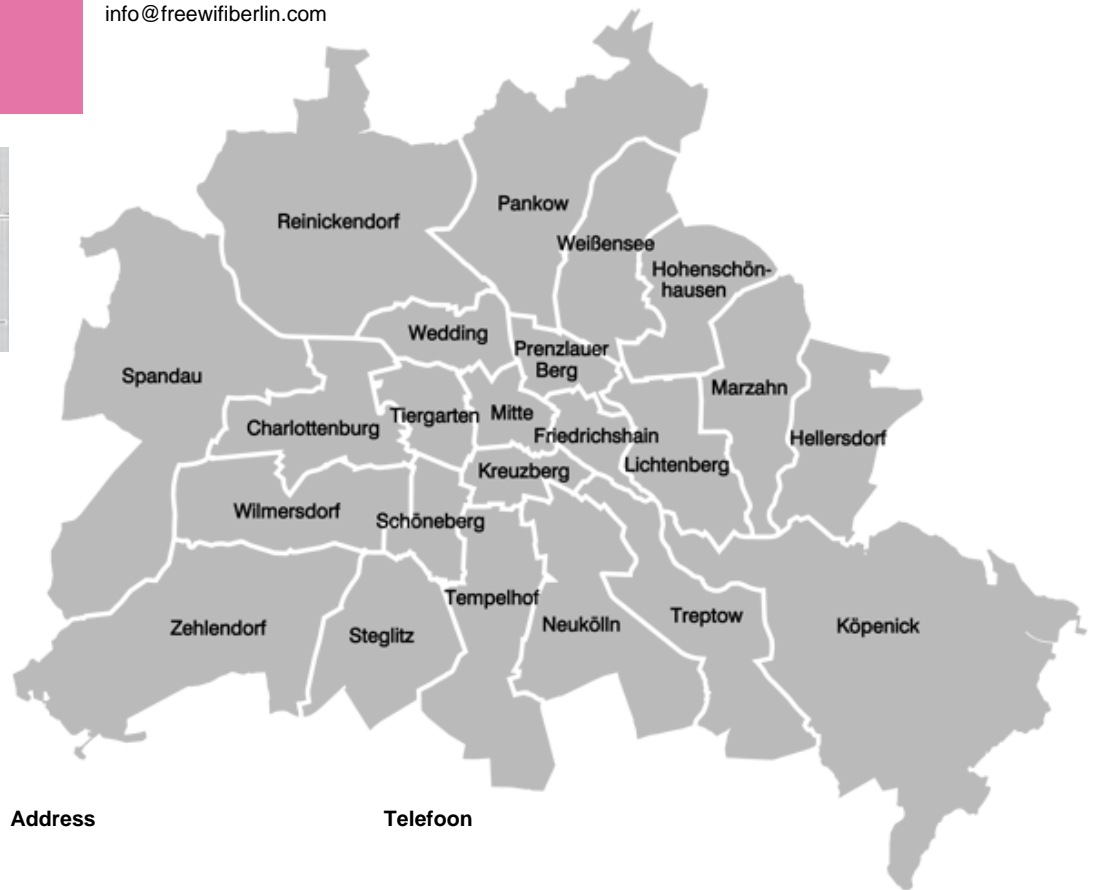 info@freewifiberlin.com
Pankow
Reinickendorf
Weißensee
Hohenschön-
hausen
Wedding
Prenzlauer
Berg
Spandau
Marzahn
Tiergarten
Mitte
Charlottenburg
Friedrichshain
Hellersdorf
Lichtenberg
Kreuzberg
Wilmersdorf
Schöneberg
Tempelhof
Treptow
Neukölln
Köpenick
Zehlendorf
Steglitz
Address
Telefoon